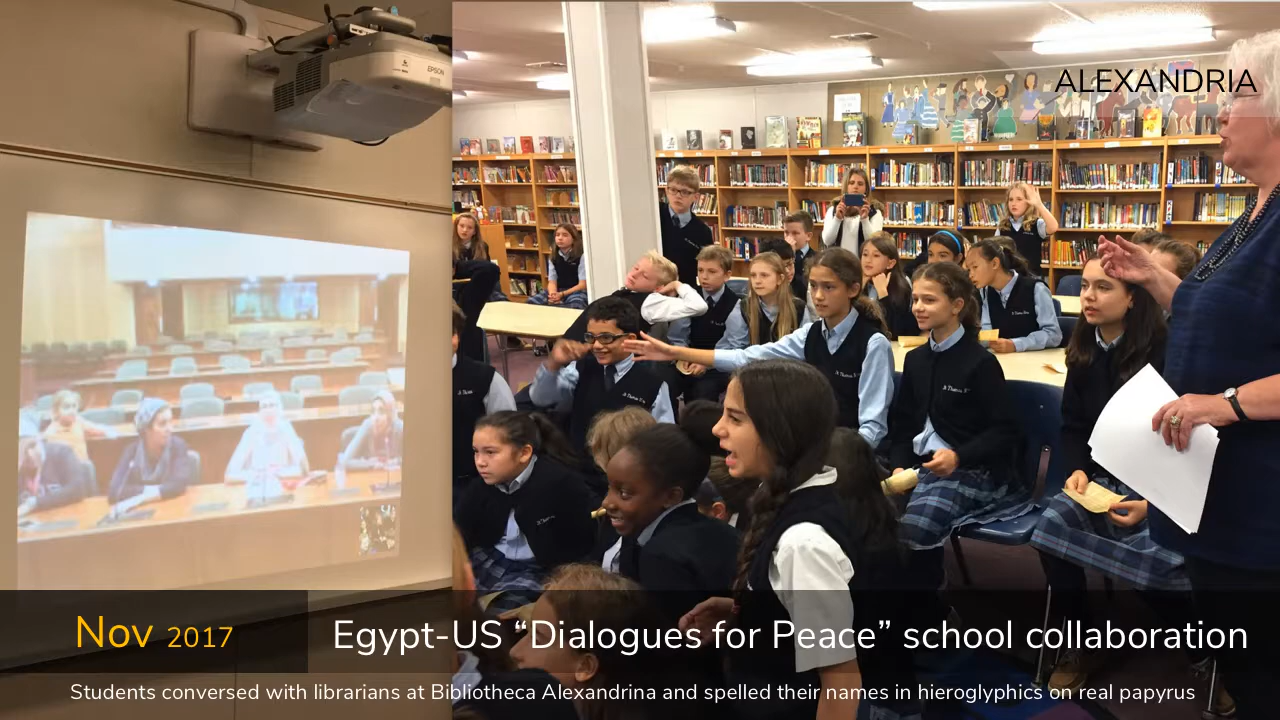 EPSON
ALEXANDRIA
Nov 2017
Egypt-US “Dialogues for Peace” school collaboration
Students conversed with librarians at Bibliotheca Alexandrina and spelled their names in hieroglyphics on real papyrus